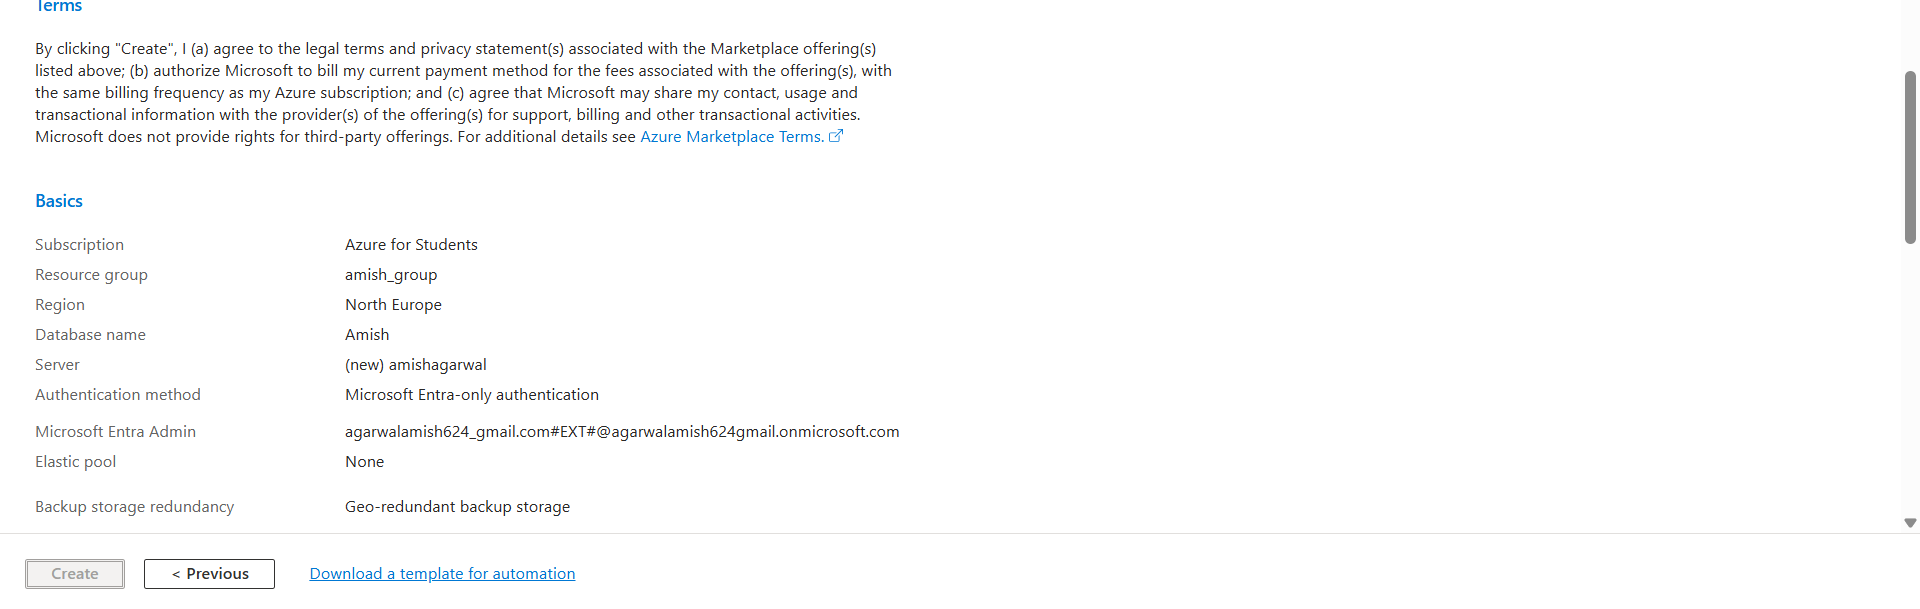 Terms
By clicking "Create", I (a) agree to the legal terms and privacy statement(s) associated with the Marketplace offering(s)
listed above; (b) authorize Microsoft to bill my current payment method for the fees associated with the offering(s), with
the same billing frequency as my Azure subscription; and (c) agree that Microsoft may share my contact, usage and
transactional information with the provider(s) of the offering(s) for support, billing and other transactional activities.
Microsoft does not provide rights for third-party offerings. For additional details see Azure Marketplace Terms.
Basics
Subscription Azure for Students
Resource group amish_group
Region North Europe
Database name Amish
Server (new) amishagarwal
Authentication method Microsoft Entra-only authentication
Microsoft Entra Admin agarwalamish624_gmail.com#EXT#@agarwalamish624gmail.onmicrosoft.com
Elastic pool None
Backup storage redundancy Geo-redundant backup storage
Create < Previous Download a template for automation